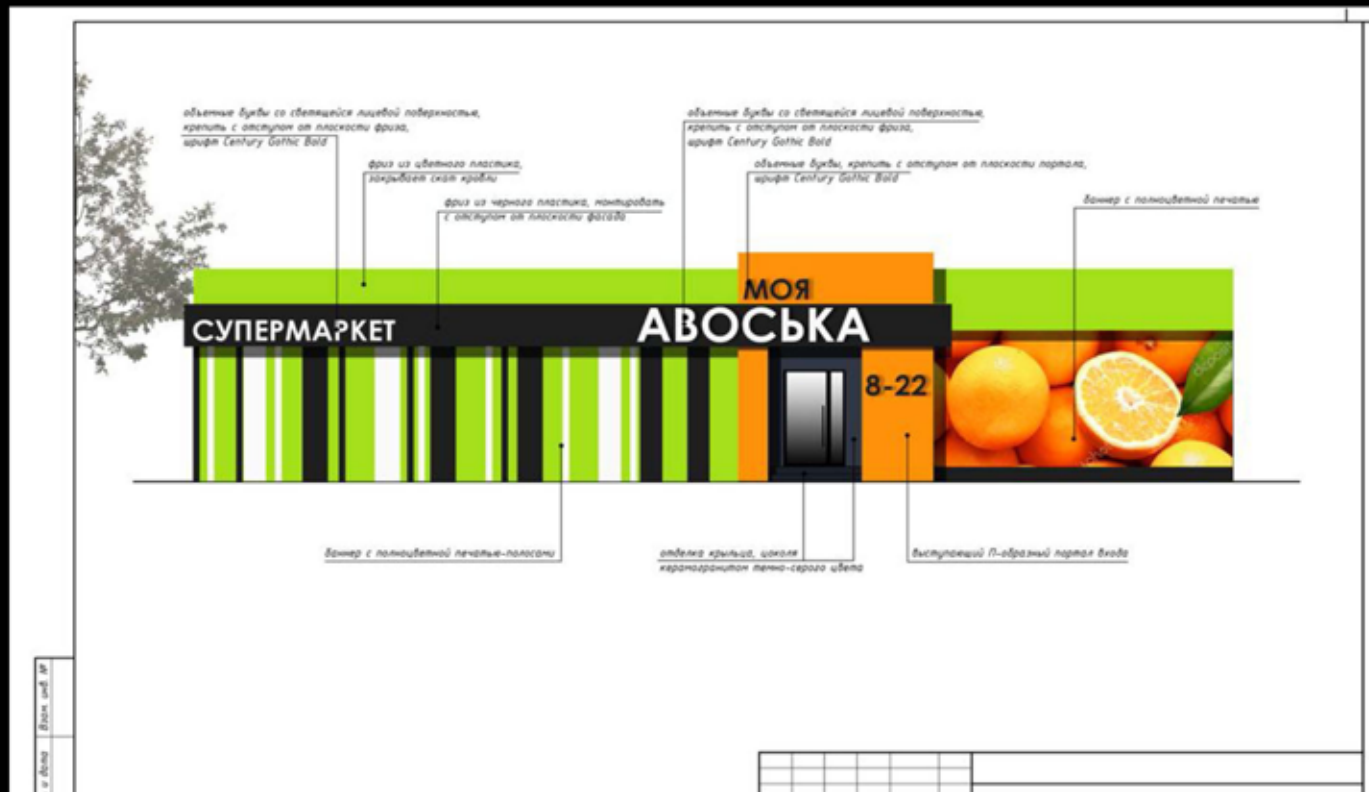 объемные буквы со светящейся лицевой поверхностью,
крепить с отступом от плоскости фриза,
шрифт Century Gothic Bold
объемные буквы со светящейся лицевой поверхностью,
крепить с отступом от плоскости фриза,
шрифт Century Gothic Bold
фриз из цветного пластика,
закрывает скат кровли
объемные буквы, крепить с отступом от плоскости портала,
шрифт Century Gothic Bold
фриз из черного пластика, монтировать
с отступом от плоскости фасада
баннер с полноцветной печатью
МОЯ
СУПЕРМАРКЕТ
АВОСЬКА
8-22
баннер с полноцветной печатью-полосами
отделка крыльца, цоколя
керамогранитом темно-серого цвета
выступающий П-образный портал входа
Взам. инв. №
и дата